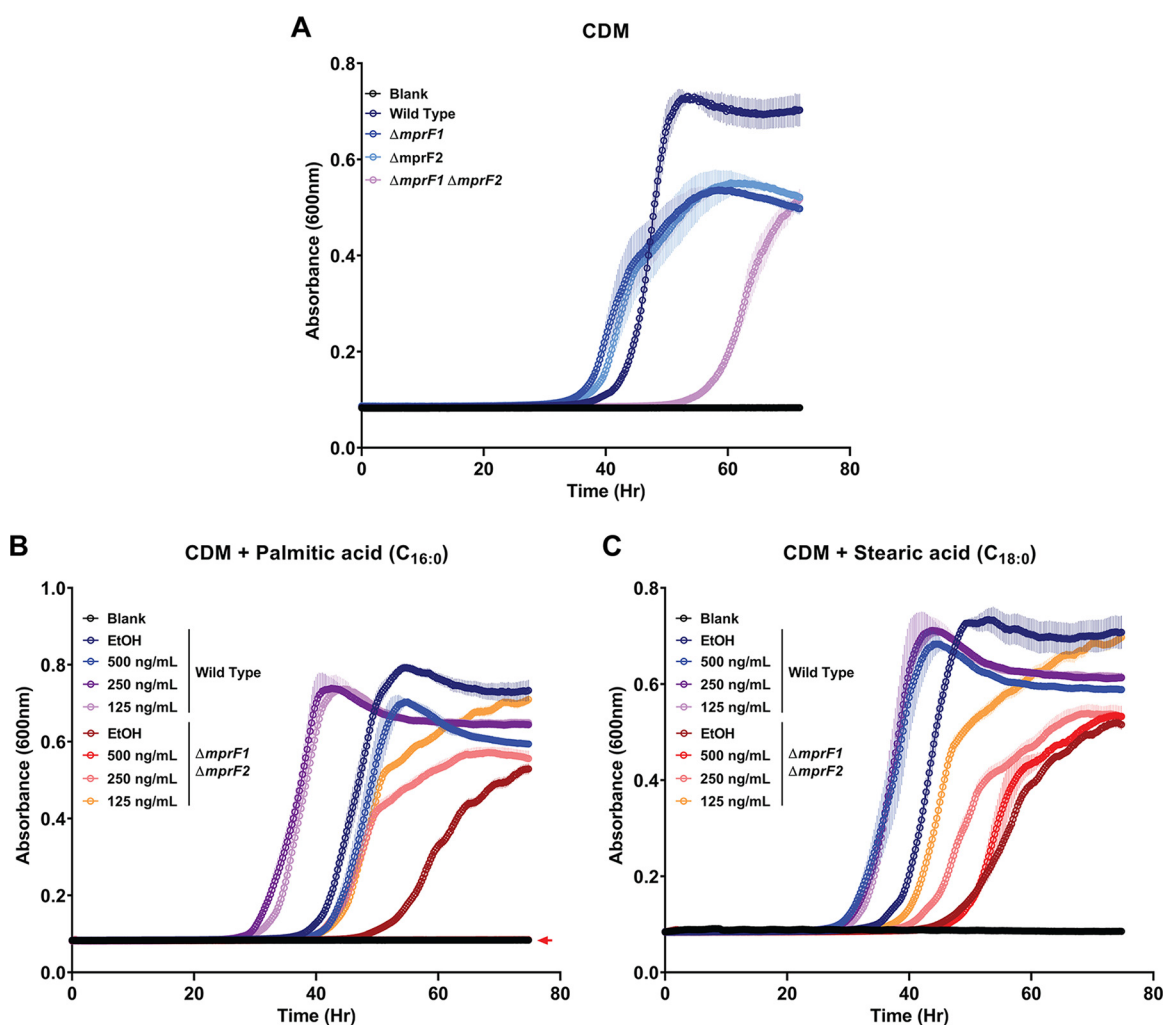 A
CDM
Absorbance (600nm)
0.8
0.6
0.4
0.2
0.0
Blank
Wild Type
ΔmprF1
ΔmprF2
ΔmprF1 ΔmprF2
0 20 40 60 80
Time (Hr)
B
CDM + Palmitic acid (C16:0)
Absorbance (600nm)
1.0
0.8
0.6
0.4
0.2
0.0
Blank
EtOH
500 ng/mL
250 ng/mL
125 ng/mL
Wild Type
EtOH
500 ng/mL
250 ng/mL
125 ng/mL
ΔmprF1
ΔmprF2
0 20 40 60 80
Time (Hr)
C
CDM + Stearic acid (C18:0)
Absorbance (600nm)
0.8
0.6
0.4
0.2
0.0
Blank
EtOH
500 ng/mL
250 ng/mL
125 ng/mL
Wild Type
EtOH
500 ng/mL
250 ng/mL
125 ng/mL
ΔmprF1
ΔmprF2
0 20 40 60 80
Time (Hr)